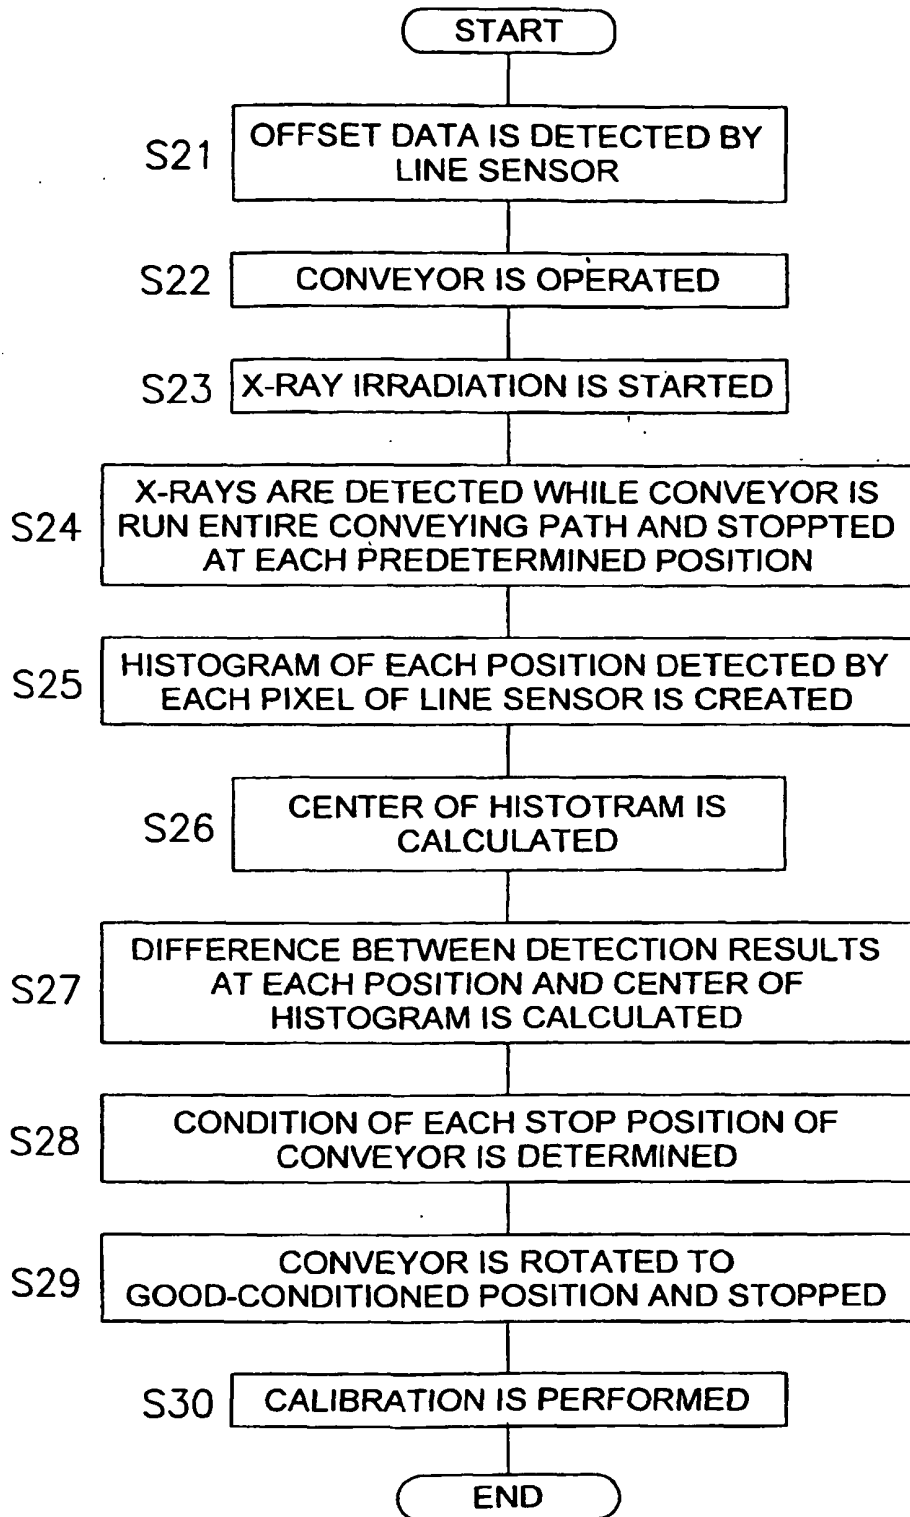 START
S21
OFFSET DATA IS DETECTED BY
LINE SENSOR
S22
CONVEYOR IS OPERATED
S23
X-RAY IRRADIATION IS STARTED
S24
X-RAYS ARE DETECTED WHILE CONVEYOR IS
RUN ENTIRE CONVEYING PATH AND STOPPTED
AT EACH PREDETERMINED POSITION
S25
HISTOGRAM OF EACH POSITION DETECTED BY
EACH PIXEL OF LINE SENSOR IS CREATED
S26
CENTER OF HISTOTRAM IS
CALCULATED
S27
DIFFERENCE BETWEEN DETECTION RESULTS
AT EACH POSITION AND CENTER OF
HISTOGRAM IS CALCULATED
S28
CONDITION OF EACH STOP POSITION OF
CONVEYOR IS DETERMINED
S29
CONVEYOR IS ROTATED TO
GOOD-CONDITIONED POSITION AND STOPPED
S30
CALIBRATION IS PERFORMED
END